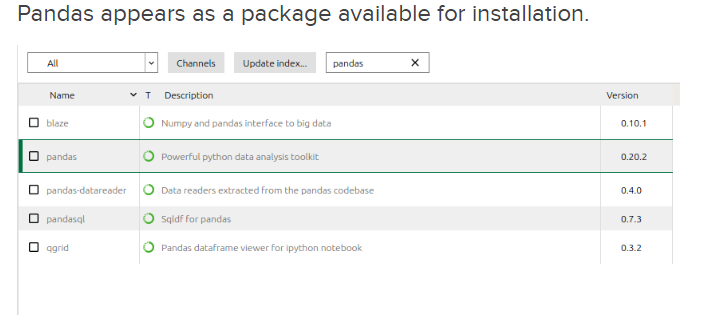 Pandas appears as a package available for installation.
All Channels Update index... pandas X
Name T Description Version
blaze Numpy and pandas interface to big data 0.10.1
pandas Powerful python data analysis toolkit 0.20.2
pandas-datareader Data readers extracted from the pandas codebase 0.4.0
pandasql Sqldf for pandas 0.7.3
qgrid Pandas dataframe viewer for ipython notebook 0.3.2